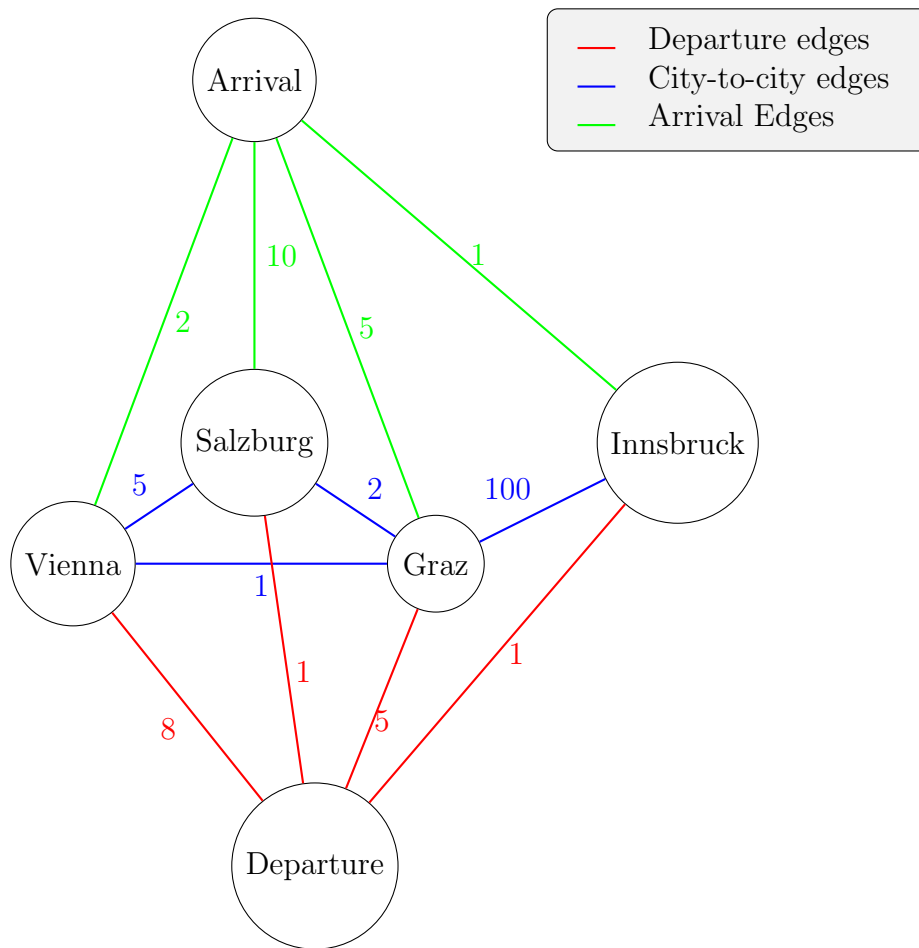 Arrival
Departure edges
City-to-city edges
Arrival Edges
10
1
2
5
Salzburg
Innsbruck
5
2
100
Vienna
Graz
1
1
1
8
5
Departure